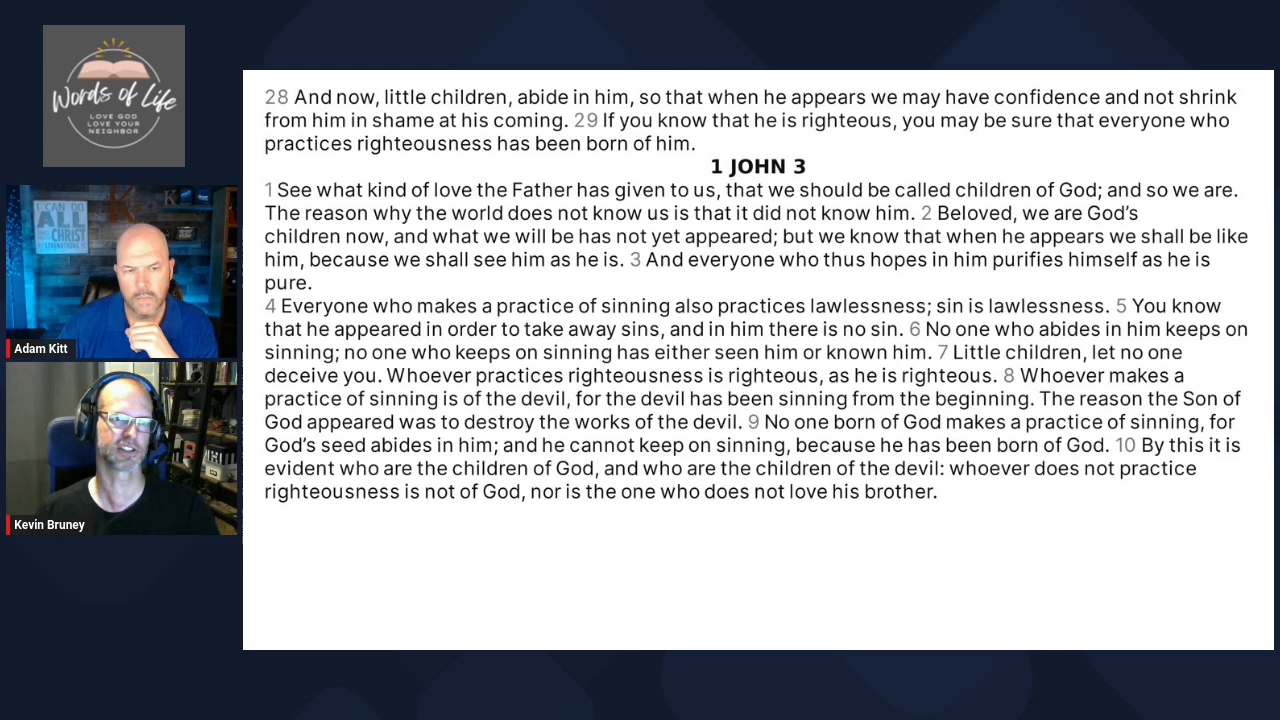 Words of Life
LOVE GOD
LOVE YOUR
NEIGHBOR
I CAN DO
ALL
CHRIST
STRENGTHENS
K
Adam Kitt
Kevin Bruney
28 And now, little children, abide in him, so that when he appears we may have confidence and not shrink
from him in shame at his coming. 29 If you know that he is righteous, you may be sure that everyone who
practices righteousness has been born of him.
1 JOHN 3
1 See what kind of love the Father has given to us, that we should be called children of God; and so we are.
The reason why the world does not know us is that it did not know him. 2 Beloved, we are God’s
children now, and what we will be has not yet appeared; but we know that when he appears we shall be like
him, because we shall see him as he is. 3 And everyone who thus hopes in him purifies himself as he is
pure.
4 Everyone who makes a practice of sinning also practices lawlessness; sin is lawlessness. 5 You know
that he appeared in order to take away sins, and in him there is no sin. 6 No one who abides in him keeps on
sinning; no one who keeps on sinning has either seen him or known him. 7 Little children, let no one
deceive you. Whoever practices righteousness is righteous, as he is righteous. 8 Whoever makes a
practice of sinning is of the devil, for the devil has been sinning from the beginning. The reason the Son of
God appeared was to destroy the works of the devil. 9 No one born of God makes a practice of sinning, for
God’s seed abides in him; and he cannot keep on sinning, because he has been born of God. 10 By this it is
evident who are the children of God, and who are the children of the devil: whoever does not practice
righteousness is not of God, nor is the one who does not love his brother.